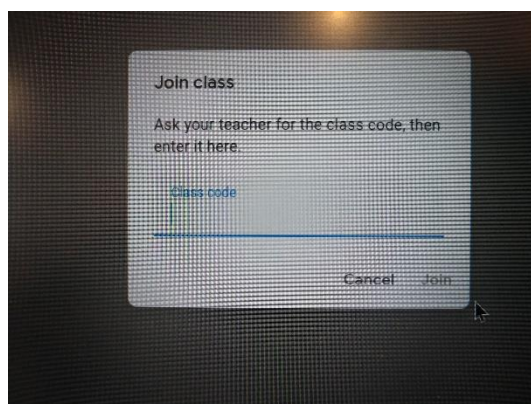 Join class
Ask your teacher for the class code, then
enter it here.
Class code
Cancel Join